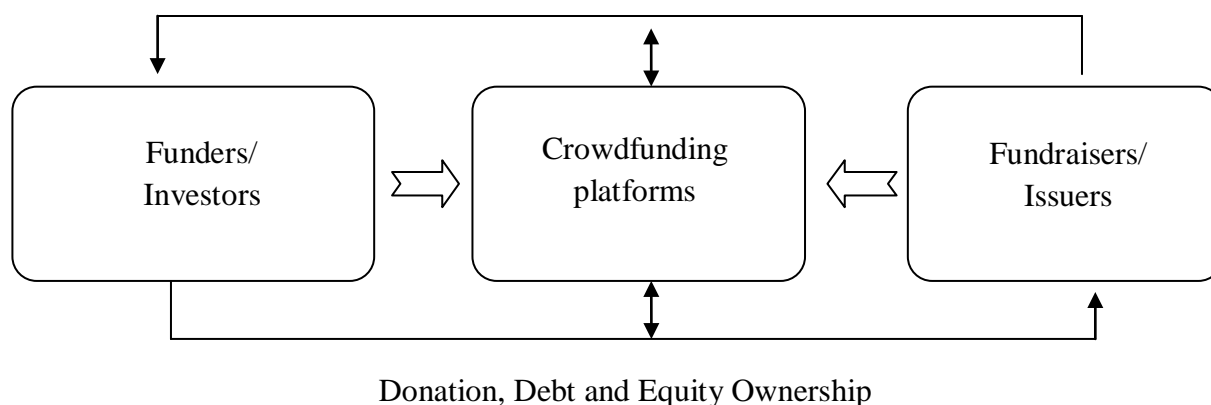 Funders/
Investors
Crowdfunding
platforms
Fundraisers/
Issuers
Donation, Debt and Equity Ownership